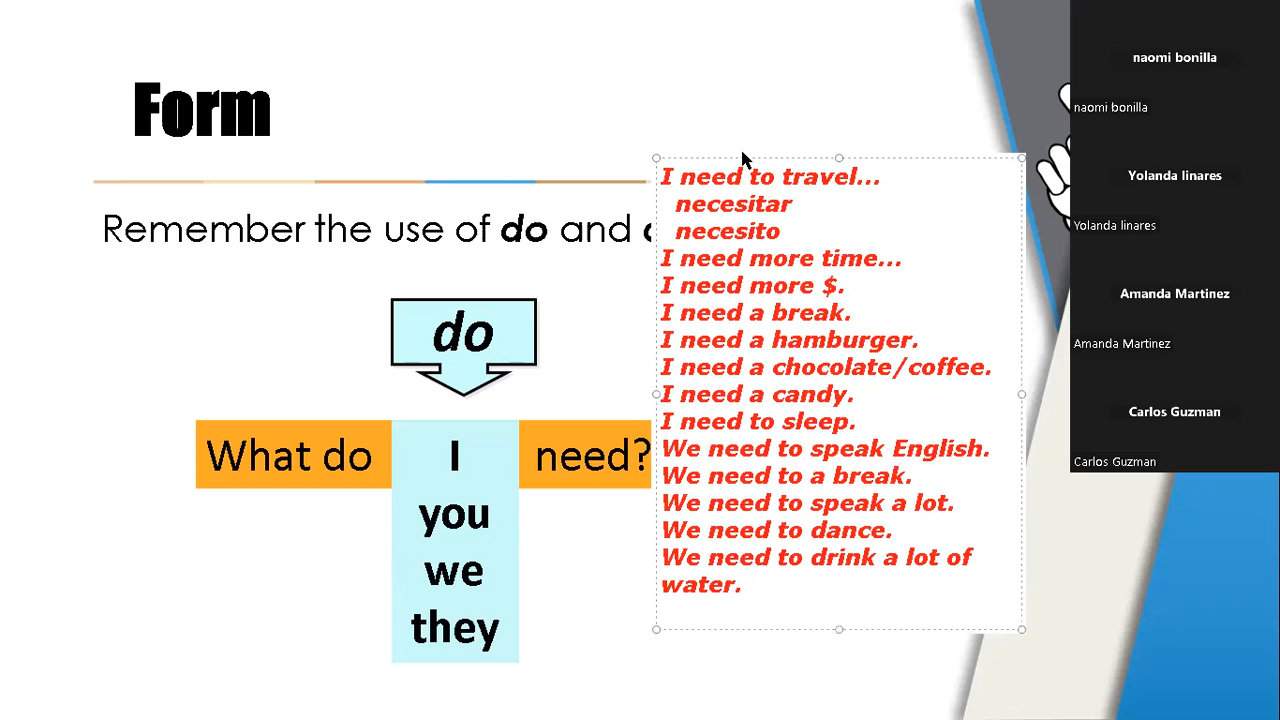 Form
Remember the use of do and
do
What do I need?
you
we
they
I need to travel...
necesitar
necesito
I need more time...
I need more $.
I need a break.
I need a hamburger.
I need a chocolate/coffee.
I need a candy.
I need to sleep.
We need to speak English.
We need to a break.
We need to speak a lot.
We need to dance.
We need to drink a lot of
water.
naomi bonilla
naomi bonilla
Yolanda linares
Yolanda linares
Amanda Martinez
Amanda Martinez
Carlos Guzman
Carlos Guzman